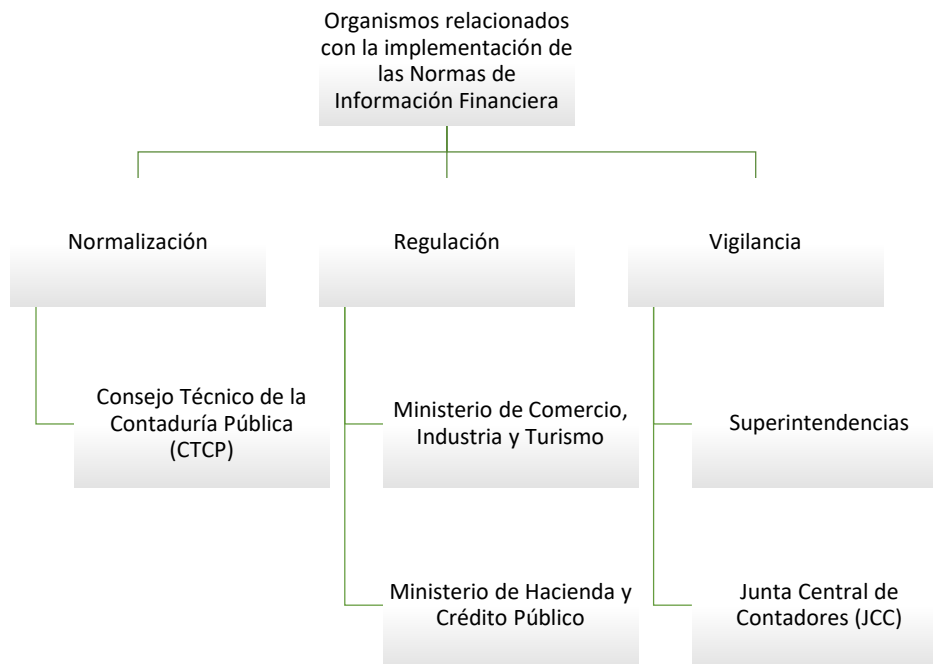 Organismos relacionados
con la implementación de
las Normas de
Información Financiera
Normalización
Regulación
Vigilancia
Consejo Técnico de la
Contaduría Pública
(CTCP)
Ministerio de Comercio,
Industria y Turismo
Superintendencias
Ministerio de Hacienda y
Crédito Público
Junta Central de
Contadores (JCC)